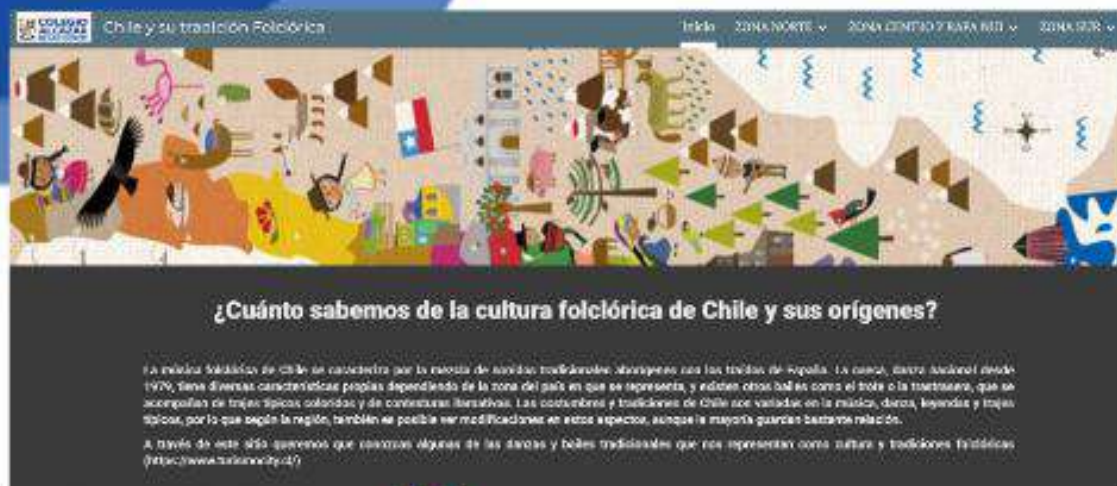 COLEGIO ALCAZAR
Chile y su tradición Folclórica
Inicio ZONA NORTE ZONA CENTRO Y RAPA NUI ZONA SUR
¿Cuánto sabemos de la cultura folclórica de Chile y sus orígenes?
La música folclórica de Chile se caracteriza por la mezcla de sonidos tradicionales aborígenes con los traídos de España. La cueca, danza nacional desde
1979, tiene diversas características propias dependiendo de la zona del país en que se representa, y existen otros bailes como el trote o la trastrasera, que se
acompañan de trajes típicos coloridos y de contesturas llamativas. Las costumbres y tradiciones de Chile son variadas en la música, danza, leyendas y trajes
típicos, por lo que según la región, también es posible ver modificaciones en estos aspectos, aunque la mayoría guardan bastante relación.
A través de este sitio queremos que conozcas algunas de las danzas y bailes tradicionales que nos representan como cultura y tradiciones folclóricas
(https://www.turismocity.cl/)